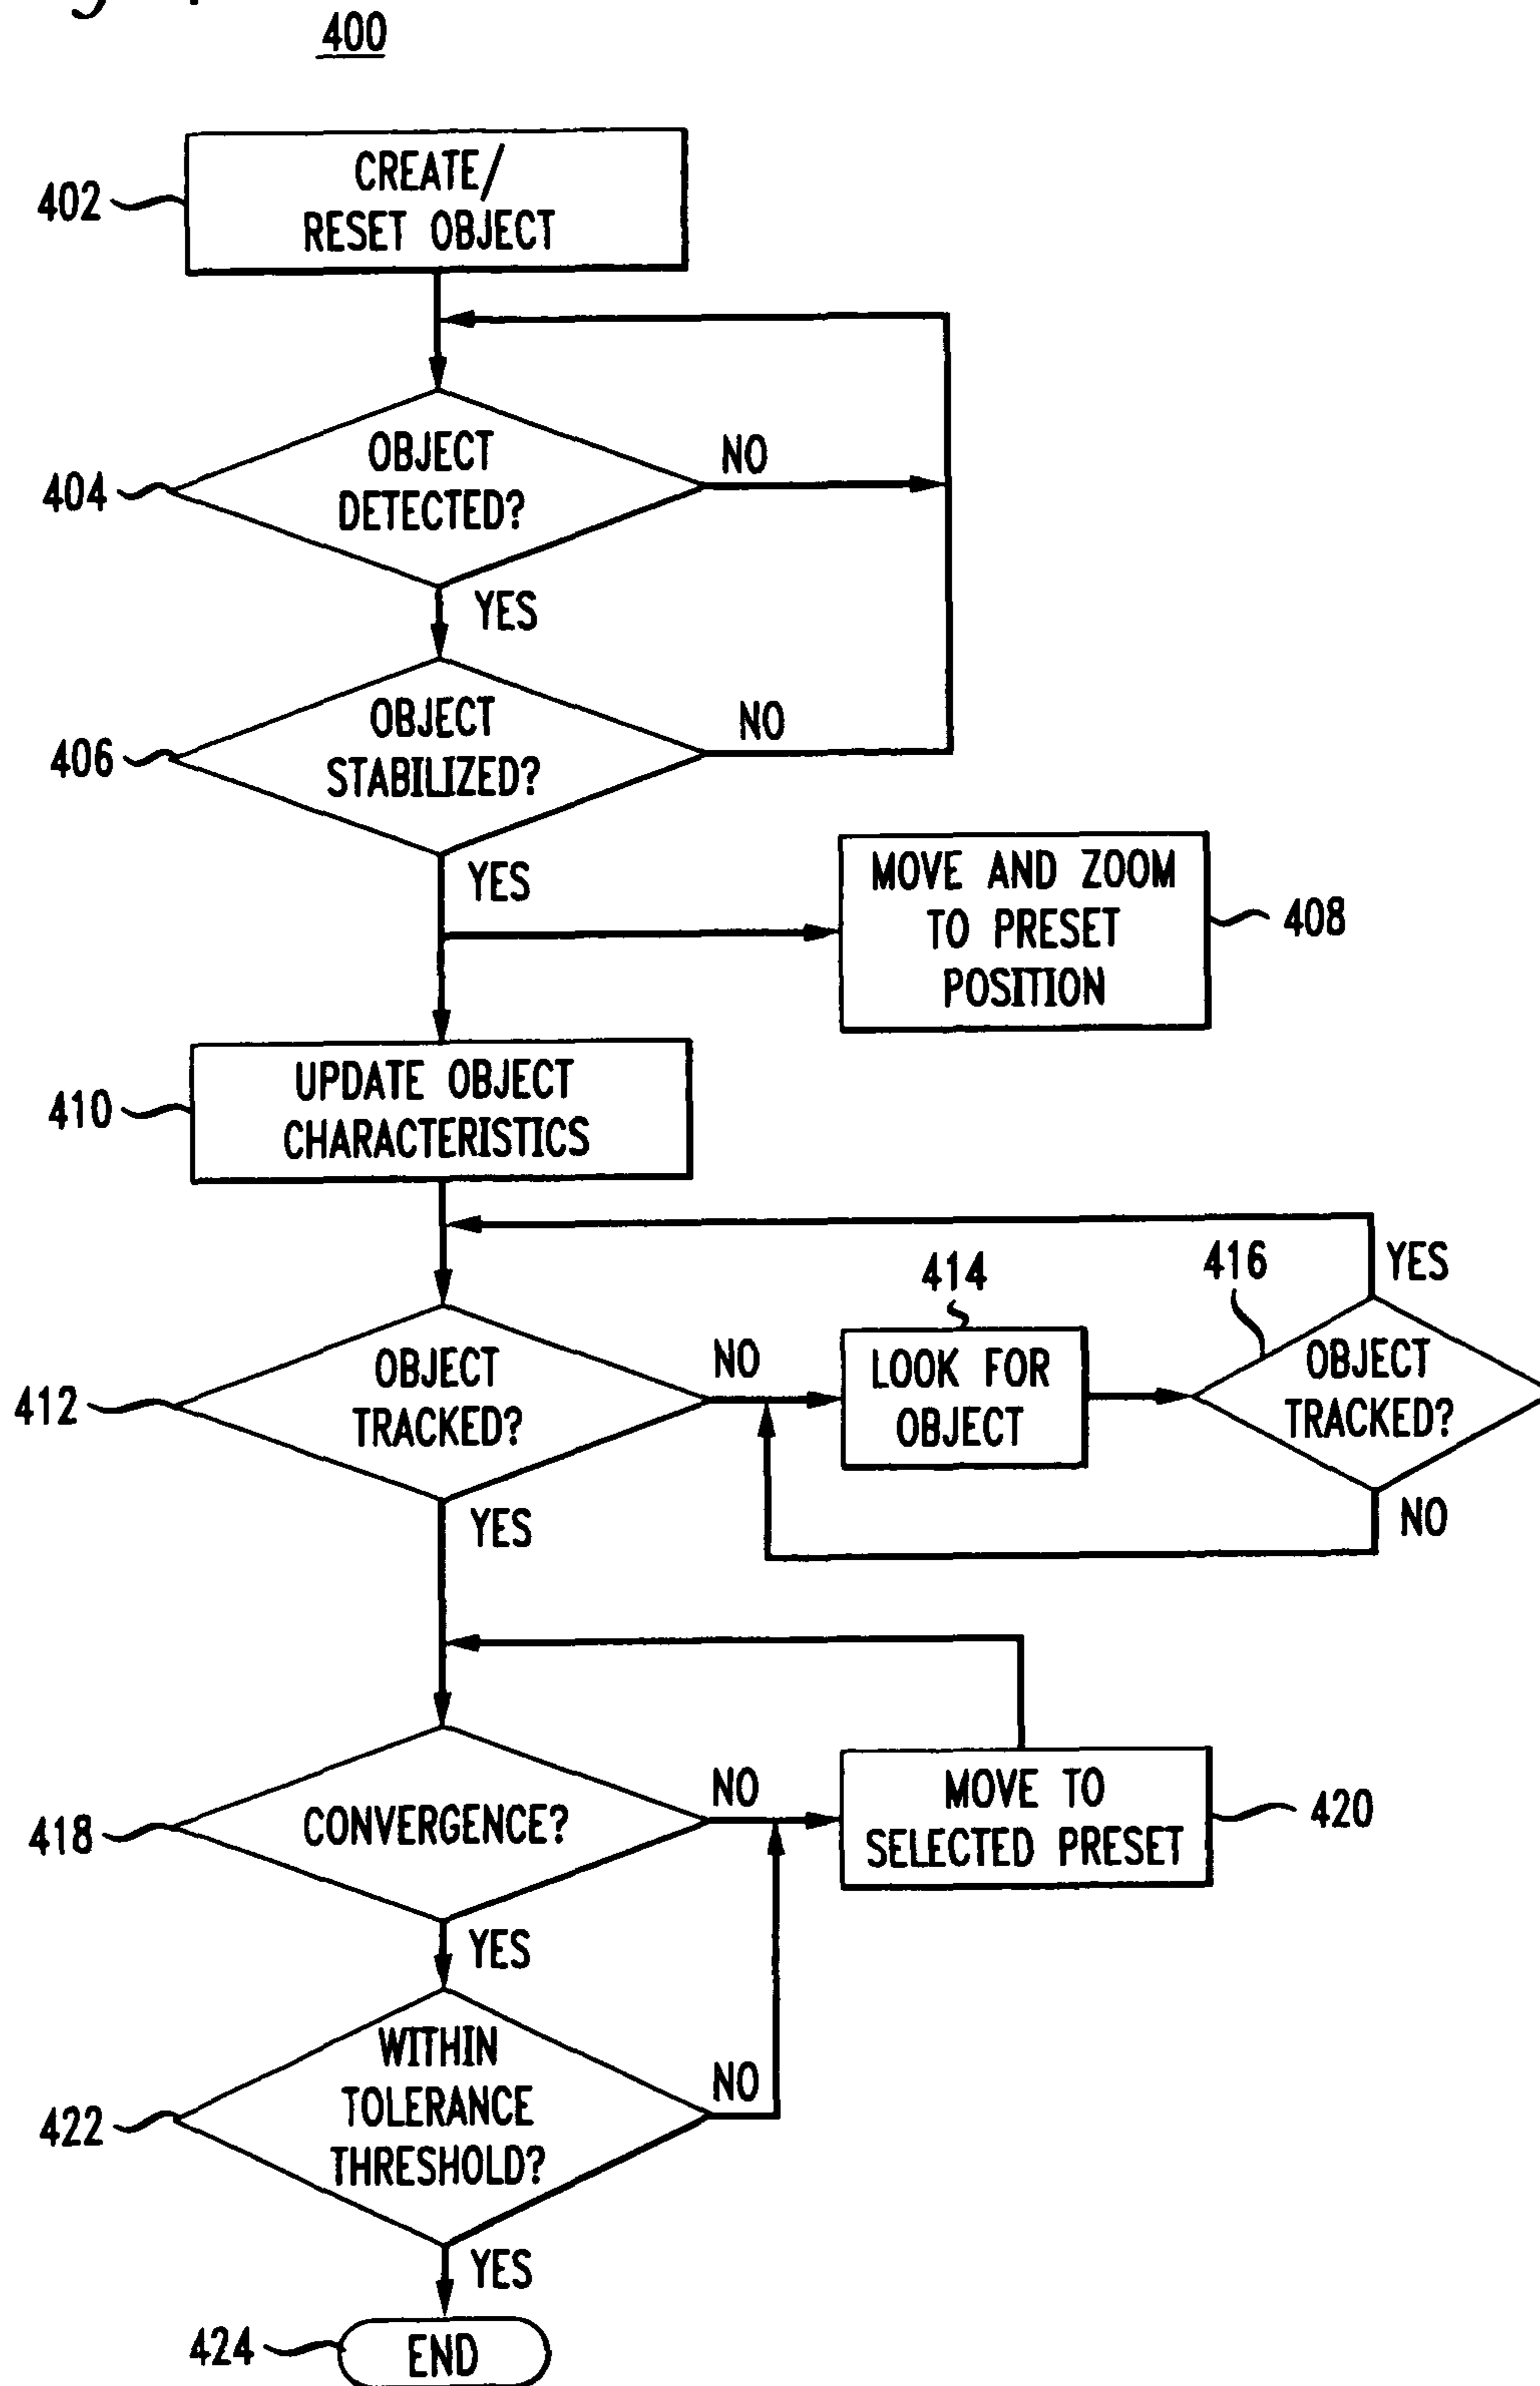 400
CREATE/
RESET OBJECT
402
OBJECT
DETECTED?
NO
404
YES
OBJECT
STABILIZED?
NO
406
YES
MOVE AND ZOOM
TO PRESET
POSITION
408
UPDATE OBJECT
CHARACTERISTICS
410
414
416
YES
OBJECT
TRACKED?
NO
LOOK FOR
OBJECT
OBJECT
TRACKED?
412
YES
NO
CONVERGENCE?
NO
MOVE TO
SELECTED PRESET
418
420
YES
WITHIN
TOLERANCE
THRESHOLD?
NO
422
YES
424
END